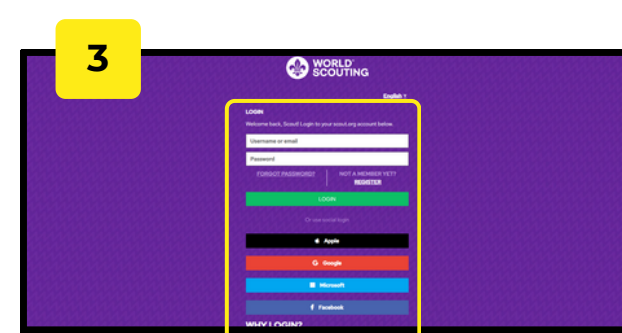 3
WORLD
SCOUTING
English
LOGIN
Welcome back, Scout! Login to your scout.org account below.
Username or email
Password
FORGOT PASSWORD?
NOT A MEMBER YET?
REGISTER
LOGIN
Or use social login
Apple
G Google
Microsoft
f Facebook
WHY LOGIN?